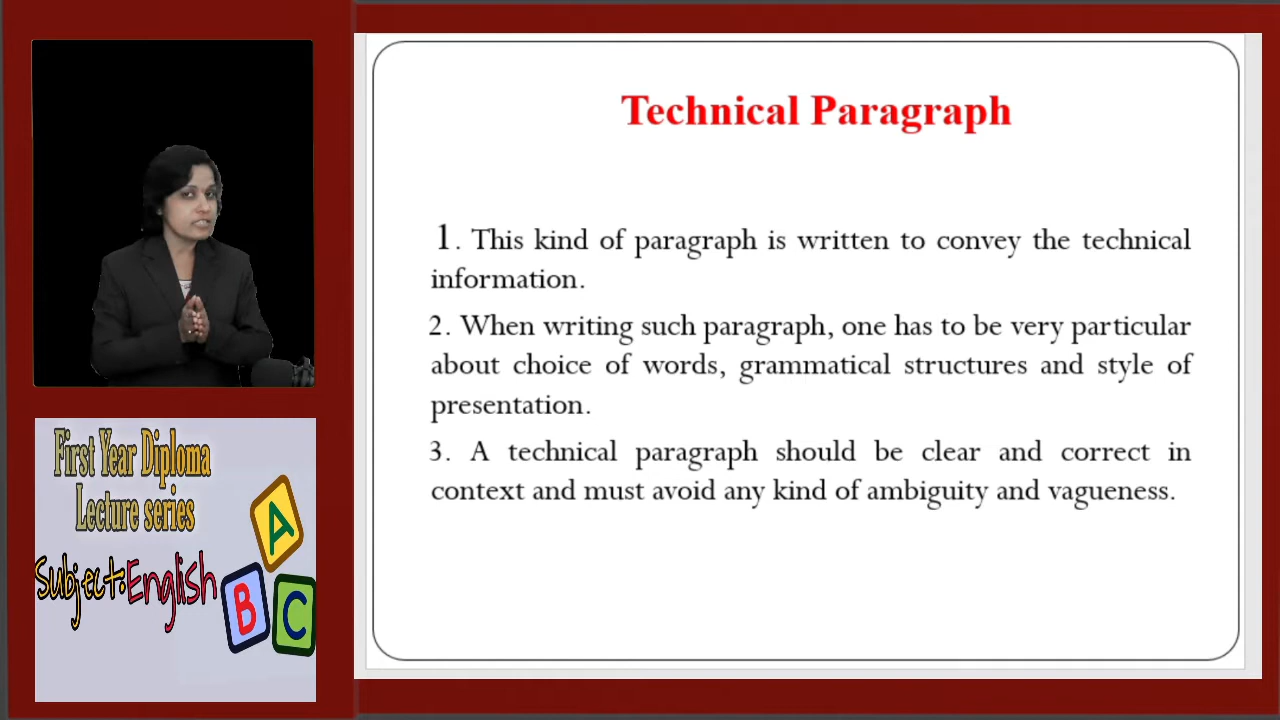 Technical Paragraph
1. This kind of paragraph is written to convey the technical
information.
2. When writing such paragraph, one has to be very particular
about choice of words, grammatical structures and style of
presentation.
3. A technical paragraph should be clear and correct in
context and must avoid any kind of ambiguity and vagueness.
First Year Diploma
Lecture series
Subject:English
A
B
C